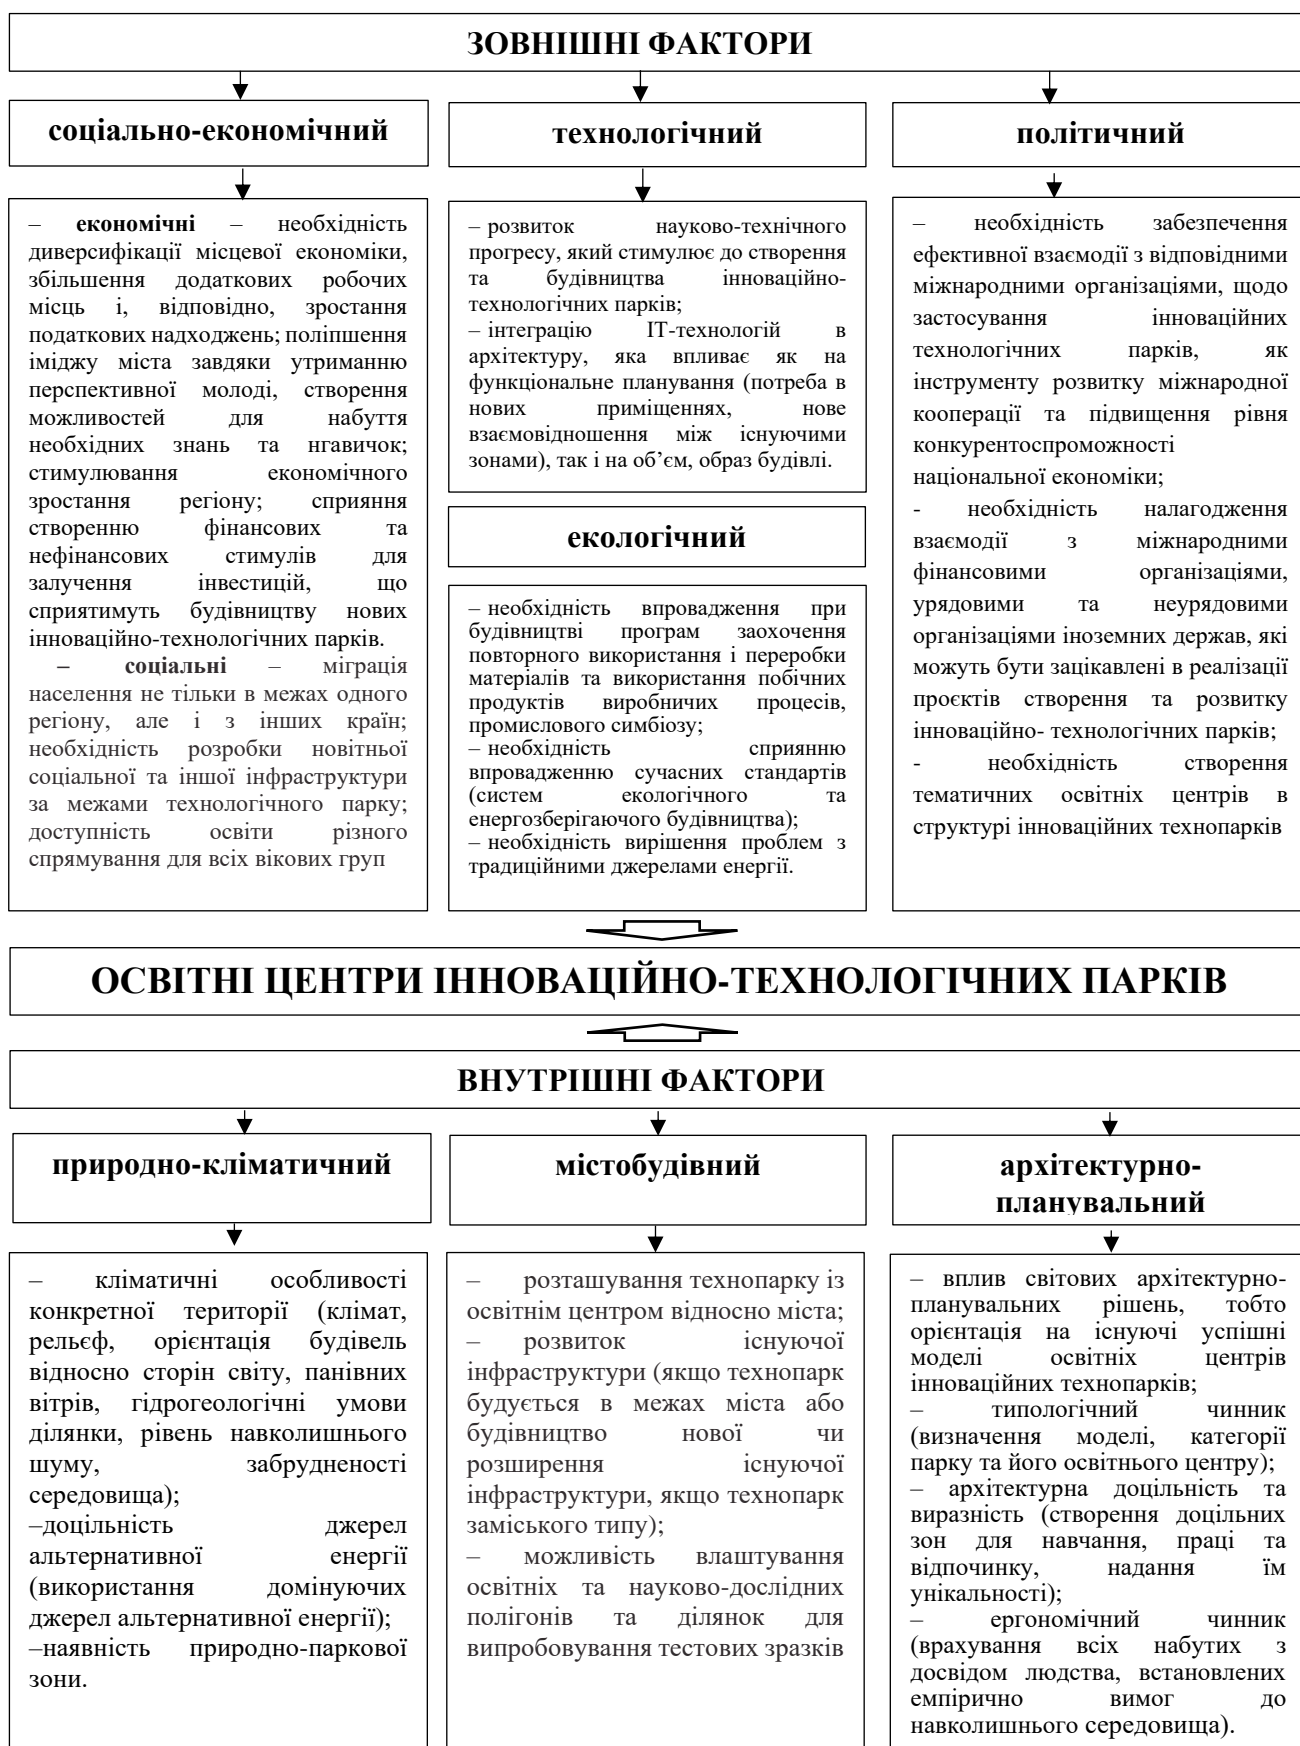 ЗОВНІШНІ ФАКТОРИ
соціально-економічний
– економічні – необхідність
диверсифікації місцевої економіки,
збільшення додаткових робочих
місць і, відповідно, зростання
податкових надходжень; поліпшення
іміджу міста завдяки утриманню
перспективної молоді, створення
можливостей для набуття
необхідних знань та нгавичок;
стимулювання економічного
зростання регіону; сприяння
створенню фінансових та
нефінансових стимулів для
залучення інвестицій, що
сприятимуть будівництву нових
інноваційно-технологічних парків.
– соціальні – міграція
населення не тільки в межах одного
регіону, але і з інших країн;
необхідність розробки новітньої
соціальної та іншої інфраструктури
за межами технологічного парку;
доступність освіти різного
спрямування для всіх вікових груп
технологічний
– розвиток науково-технічного
прогресу, який стимулює до створення
та будівництва інноваційно-
технологічних парків;
– інтеграцію ІТ-технологій в
архітектуру, яка впливає як на
функціональне планування (потреба в
нових приміщеннях, нове
взаємовідношення між існуючими
зонами), так і на об’єм, образ будівлі.
екологічний
– необхідність впровадження при
будівництві програм заохочення
повторного використання і переробки
матеріалів та використання побічних
продуктів виробничих процесів,
промислового симбіозу;
– необхідність сприянню
впровадженню сучасних стандартів
(систем екологічного та
енергозберігаючого будівництва);
– необхідність вирішення проблем з
традиційними джерелами енергії.
політичний
– необхідність забезпечення
ефективної взаємодії з відповідними
міжнародними організаціями, щодо
застосування інноваційних
технологічних парків, як
інструменту розвитку міжнародної
кооперації та підвищення рівня
конкурентоспроможності
національної економіки;
- необхідність налагодження
взаємодії з міжнародними
фінансовими організаціями,
урядовими та неурядовими
організаціями іноземних держав, які
можуть бути зацікавлені в реалізації
проєктів створення та розвитку
інноваційно- технологічних парків;
- необхідність створення
тематичних освітніх центрів в
структурі інноваційних технопарків
ОСВІТНІ ЦЕНТРИ ІННОВАЦІЙНО-ТЕХНОЛОГІЧНИХ ПАРКІВ
ВНУТРІШНІ ФАКТОРИ
природно-кліматичний
– кліматичні особливості
конкретної території (клімат,
рельєф, орієнтація будівель
відносно сторін світу, панівних
вітрів, гідрогеологічні умови
ділянки, рівень навколишнього
шуму, забрудненості
середовища);
–доцільність джерел
альтернативної енергії
(використання домінуючих
джерел альтернативної енергії);
–наявність природно-паркової
зони.
містобудівний
– розташування технопарку із
освітнім центром відносно міста;
– розвиток існуючої
інфраструктури (якщо технопарк
будується в межах міста або
будівництво нової чи
розширення існуючої
інфраструктури, якщо технопарк
заміського типу);
– можливість влаштування
освітніх та науково-дослідних
полігонів та ділянок для
випробовування тестових зразків
архітектурно-
планувальний
– вплив світових архітектурно-
планувальних рішень, тобто
орієнтація на існуючі успішні
моделі освітніх центрів
інноваційних технопарків;
– типологічний чинник
(визначення моделі, категорії
парку та його освітнього центру);
– архітектурна доцільність та
виразність (створення доцільних
зон для навчання, праці та
відпочинку, надання їм
унікальності);
– ергономічний чинник
(врахування всіх набутих з
досвідом людства, встановлених
емпірично вимог до
навколишнього середовища).